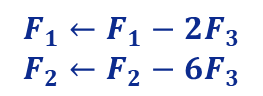 F₁ ← F₁ − 2F₃
F₂ ← F₂ − 6F₃